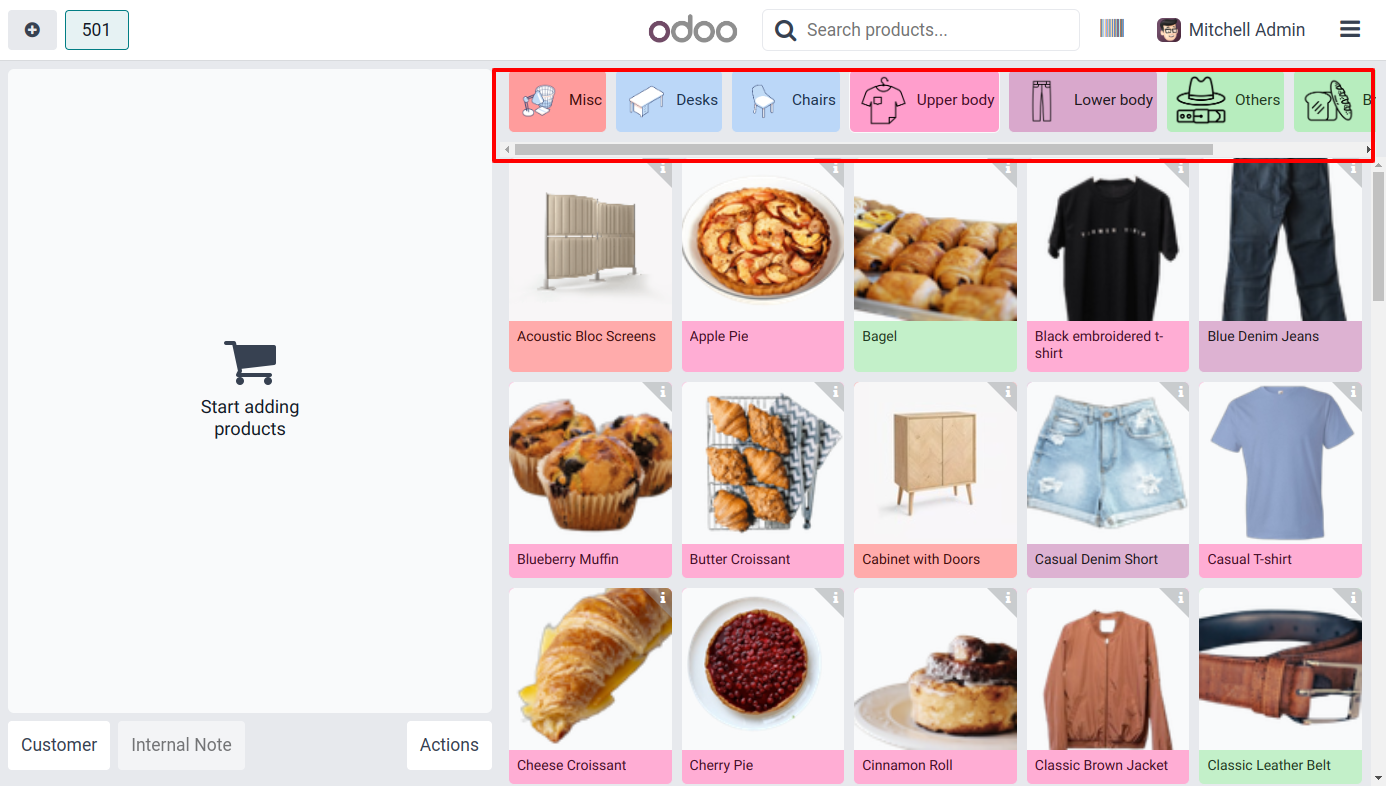 501
odoo
Search products...
Mitchell Admin
Misc
Desks
Chairs
Upper body
Lower body
Others
Start adding
products
Acoustic Bloc Screens
Apple Pie
Bagel
Black embroidered t-
shirt
Blue Denim Jeans
Blueberry Muffin
Butter Croissant
Cabinet with Doors
Casual Denim Short
Casual T-shirt
Cheese Croissant
Cherry Pie
Cinnamon Roll
Classic Brown Jacket
Classic Leather Belt
Customer
Internal Note
Actions